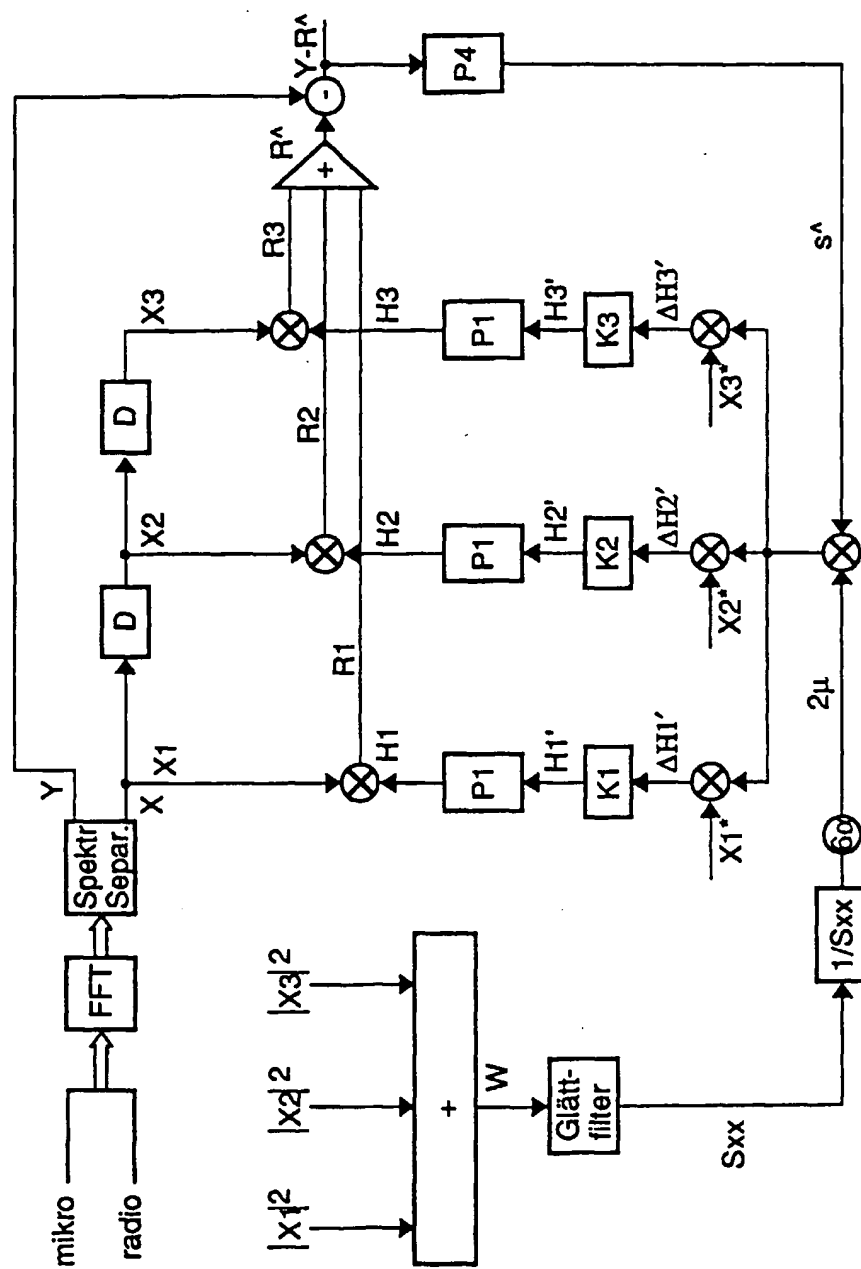 mikro
radio
FFT
Spektr
Separ.
Y
X
X1
D
X2
D
X3
R1
R2
R3
+
R^
-
Y-R^
P4
H1
H2
H3
P1
P1
P1
H1'
H2'
H3'
K1
K2
K3
ΔH1′
ΔH2′
ΔH3′
X1*
X2*
X3*
s^
|X1|²
|X2|²
|X3|²
+
W
Glätt-
filter
Sxx
1/Sxx
6α
2μ